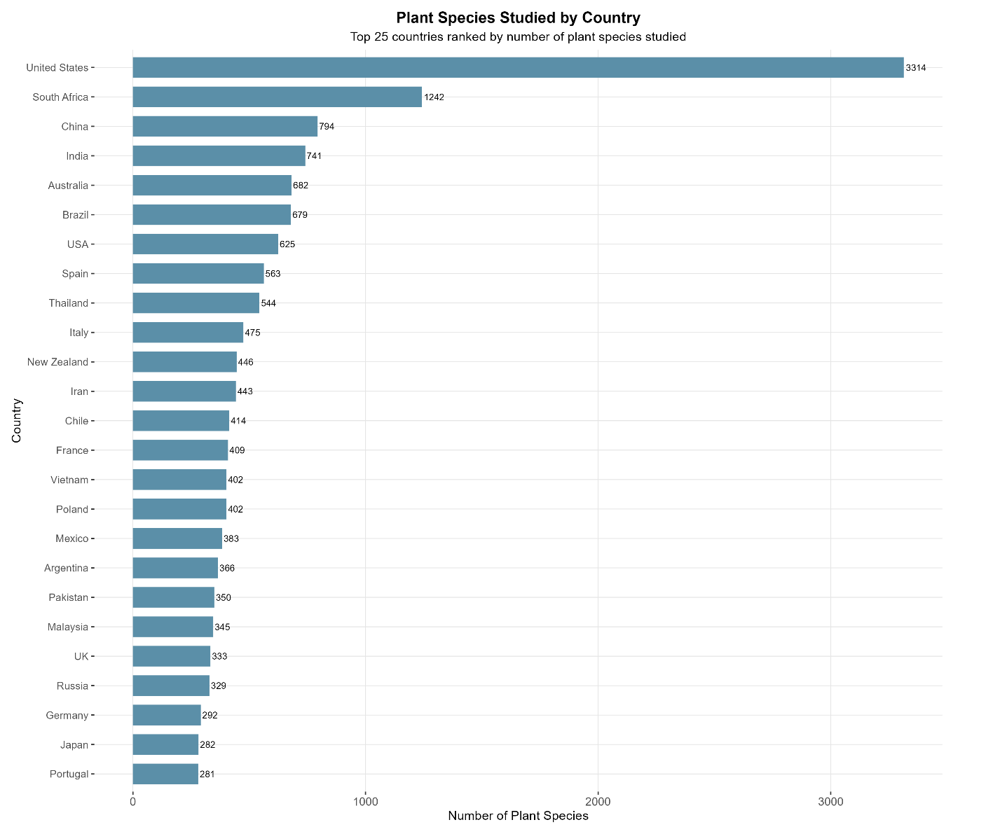 Plant Species Studied by Country
Top 25 countries ranked by number of plant species studied
United States 3314
South Africa 1242
China 794
India 741
Australia 682
Brazil 679
USA 625
Spain 563
Thailand 544
Italy 475
New Zealand 446
Iran 443
Chile 414
France 409
Vietnam 402
Poland 402
Mexico 383
Argentina 366
Pakistan 350
Malaysia 345
UK 333
Russia 329
Germany 292
Japan 282
Portugal 281
Country
0 1000 2000 3000
Number of Plant Species